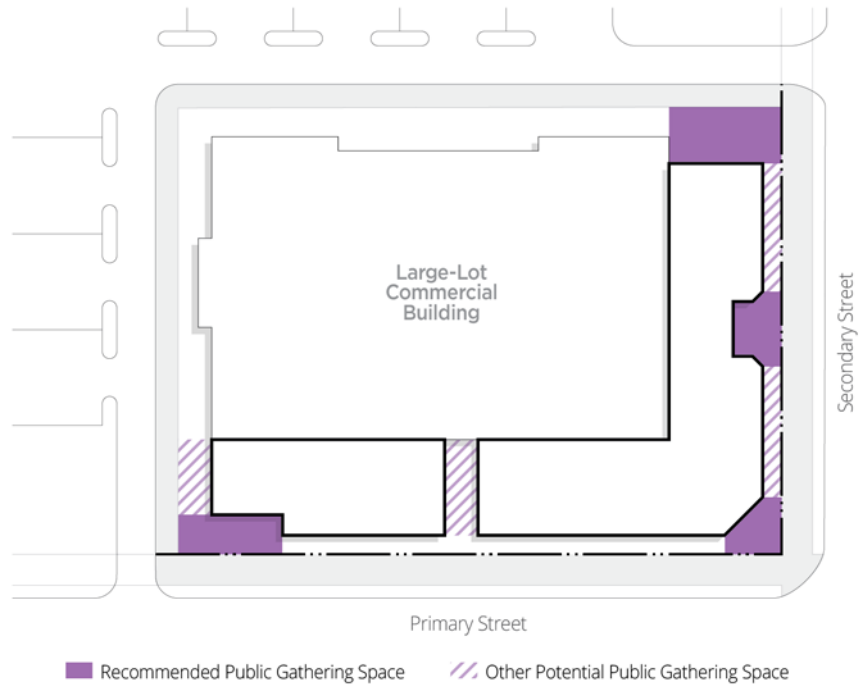 Large-Lot
Commercial
Building
Secondary Street
Primary Street
Recommended Public Gathering Space
Other Potential Public Gathering Space